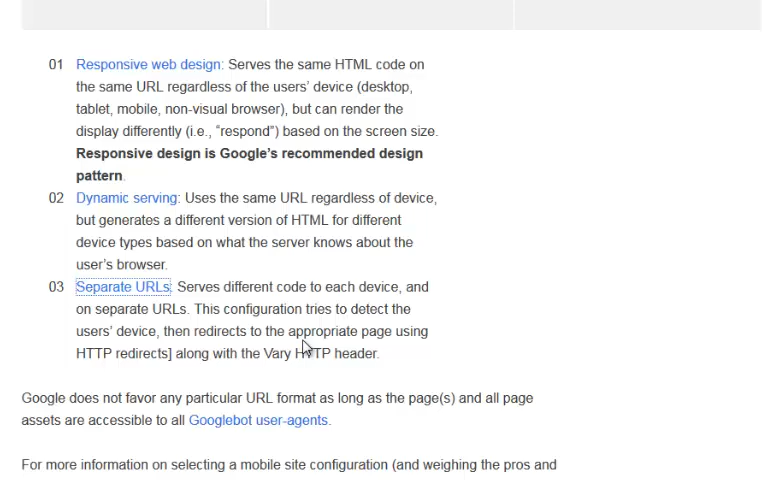 01 Responsive web design: Serves the same HTML code on
the same URL regardless of the users’ device (desktop,
tablet, mobile, non-visual browser), but can render the
display differently (i.e., “respond”) based on the screen size.
Responsive design is Google’s recommended design
pattern.
02 Dynamic serving: Uses the same URL regardless of device,
but generates a different version of HTML for different
device types based on what the server knows about the
user’s browser.
03 Separate URLs: Serves different code to each device, and
on separate URLs. This configuration tries to detect the
users’ device, then redirects to the appropriate page using
HTTP redirects] along with the Vary HTTP header.
Google does not favor any particular URL format as long as the page(s) and all page
assets are accessible to all Googlebot user-agents.
For more information on selecting a mobile site configuration (and weighing the pros and